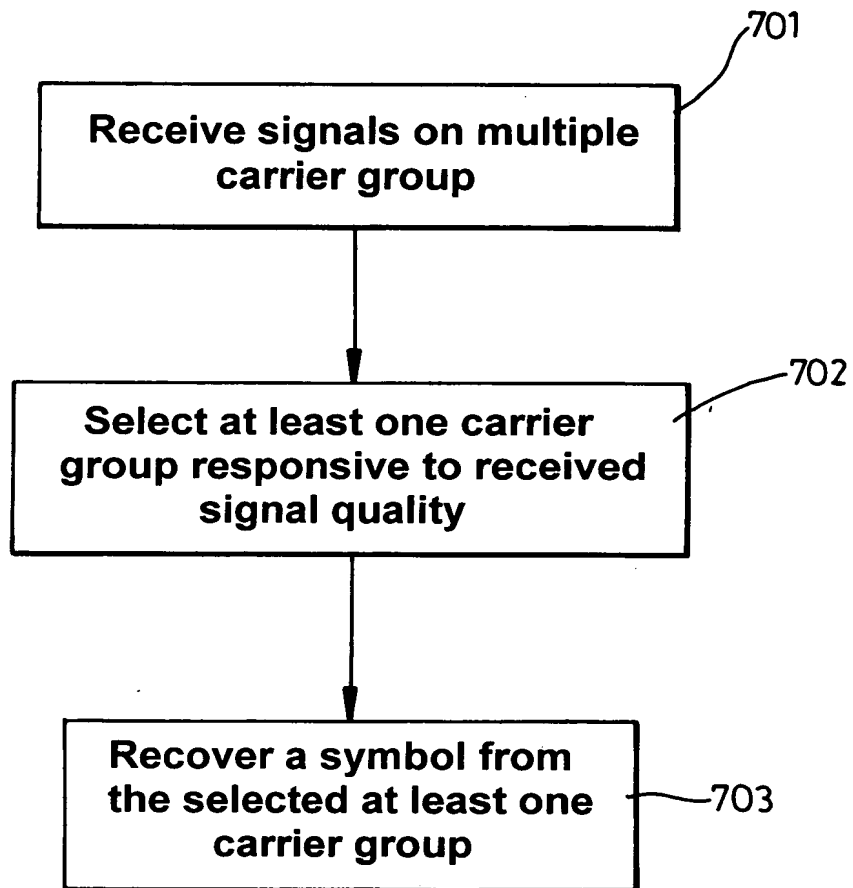 701
Receive signals on multiple
carrier group
702
Select at least one carrier
group responsive to received
signal quality
Recover a symbol from
the selected at least one
carrier group
703